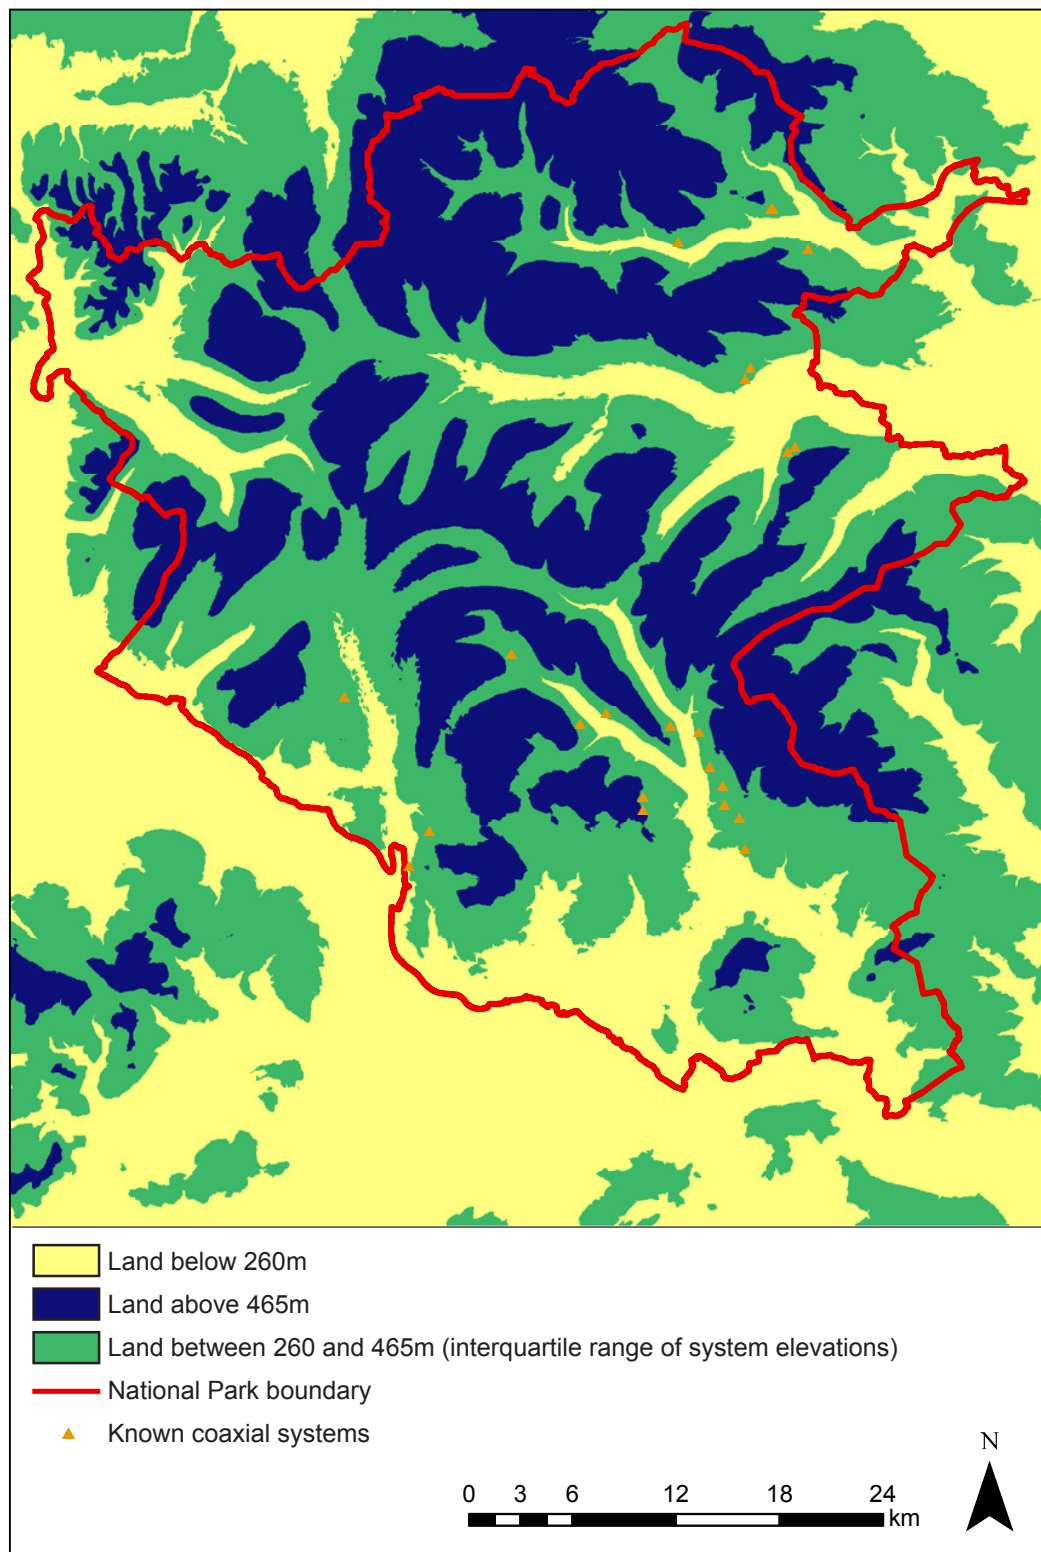 Land below 260m
Land above 465m
Land between 260 and 465m (interquartile range of system elevations)
National Park boundary
Known coaxial systems
N
0 3 6 12 18 24
km